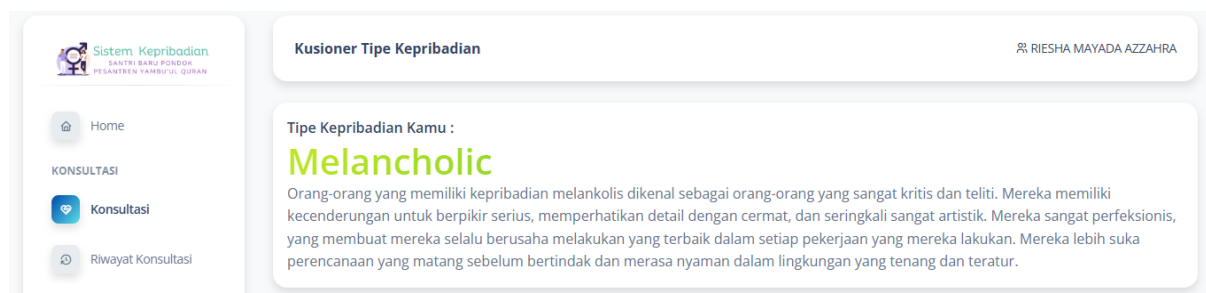 Sistem Kepribadian
SANTRI BARU PONDOK
PESANTREN YAMBU'UL QURAN
Home
KONSULTASI
Konsultasi
Riwayat Konsultasi
Kusioner Tipe Kepribadian
RIESHA MAYADA AZZAHRA
Tipe Kepribadian Kamu :
Melancholic
Orang-orang yang memiliki kepribadian melankolis dikenal sebagai orang-orang yang sangat kritis dan teliti. Mereka memiliki
kecenderungan untuk berpikir serius, memperhatikan detail dengan cermat, dan seringkali sangat artistik. Mereka sangat perfeksionis,
yang membuat mereka selalu berusaha melakukan yang terbaik dalam setiap pekerjaan yang mereka lakukan. Mereka lebih suka
perencanaan yang matang sebelum bertindak dan merasa nyaman dalam lingkungan yang tenang dan teratur.